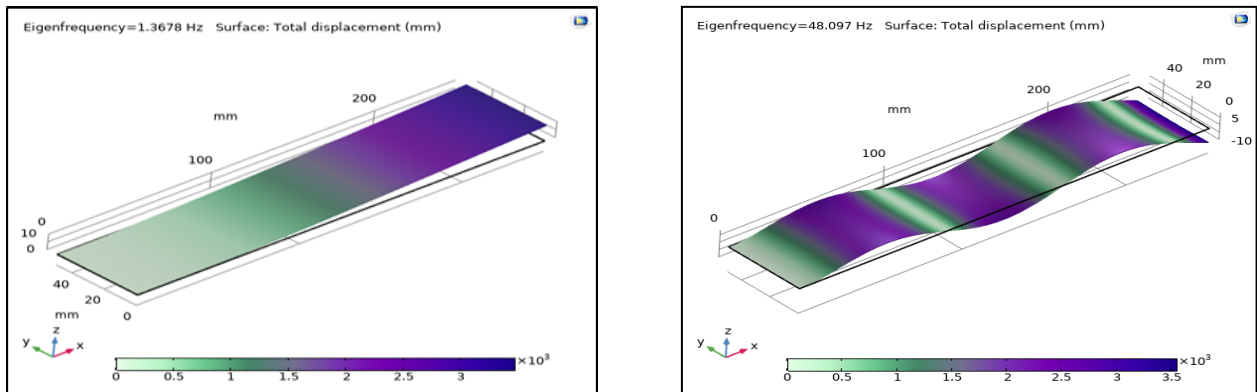 Eigenfrequency=1.3678 Hz Surface: Total displacement (mm)
200
mm
100
0
10
0
40
20
mm
0
z
y
x
×10³
0 0.5 1 1.5 2 2.5 3
Eigenfrequency=48.097 Hz Surface: Total displacement (mm)
mm
40
20
200
0
mm
5
-10
100
0
z
y
x
×10³
0 0.5 1 1.5 2 2.5 3 3.5